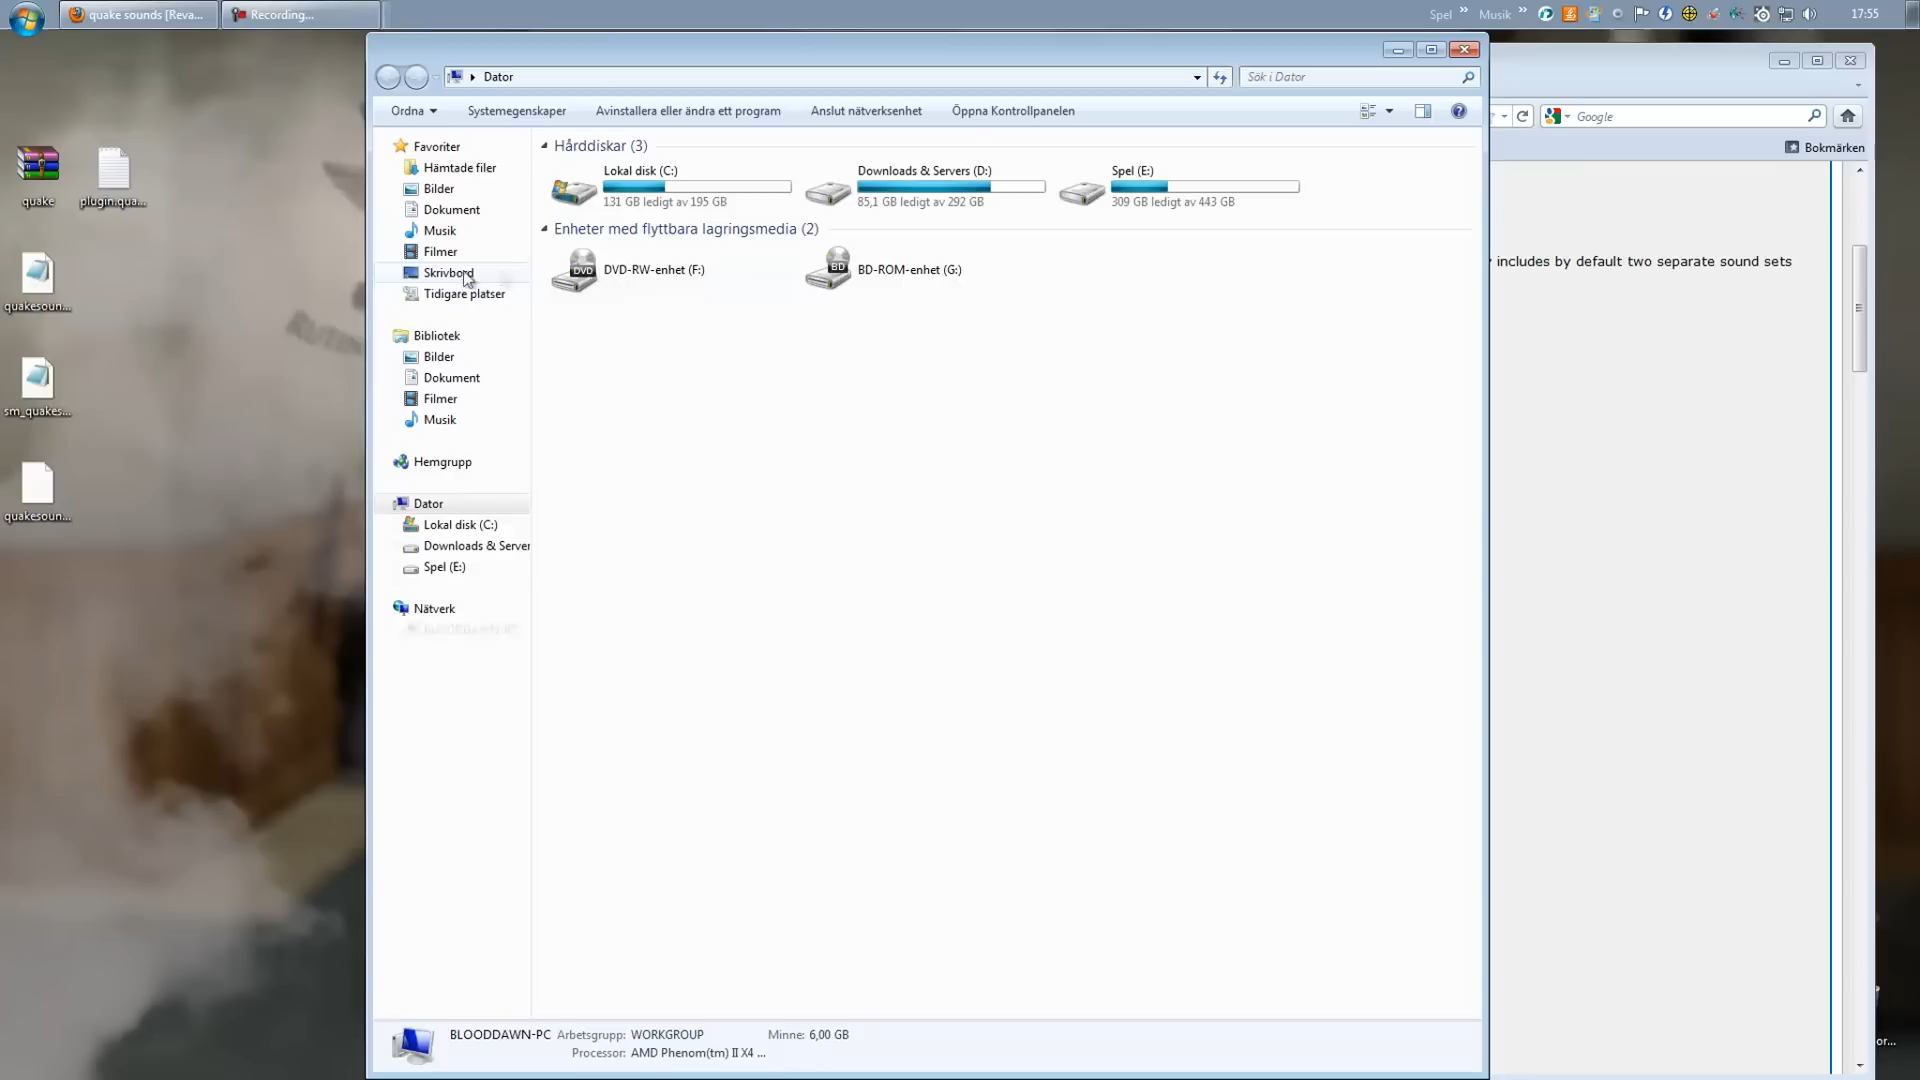 quake sounds [Reva...
Recording...
Spel
Musik
17:55
Dator
Sök i Dator
Ordna
Systemegenskaper
Avinstallera eller ändra ett program
Anslut nätverksenhet
Öppna Kontrollpanelen
Google
Bokmärken
quake
plugin.qua...
quakesoun...
sm_quakes...
quakesoun...
Favoriter
Hämtade filer
Bilder
Dokument
Musik
Filmer
Skrivbord
Tidigare platser
Bibliotek
Bilder
Dokument
Filmer
Musik
Hemgrupp
Dator
Lokal disk (C:)
Downloads & Server
Spel (E:)
Nätverk
Hårddiskar (3)
Lokal disk (C:)
131 GB ledigt av 195 GB
Downloads & Servers (D:)
85,1 GB ledigt av 292 GB
Spel (E:)
309 GB ledigt av 443 GB
Enheter med flyttbara lagringsmedia (2)
DVD
DVD-RW-enhet (F:)
BD
BD-ROM-enhet (G:)
includes by default two separate sound sets
BLOODDAWN-PC Arbetsgrupp: WORKGROUP Minne: 6,00 GB
Processor: AMD Phenom(tm) II X4 ...
or...